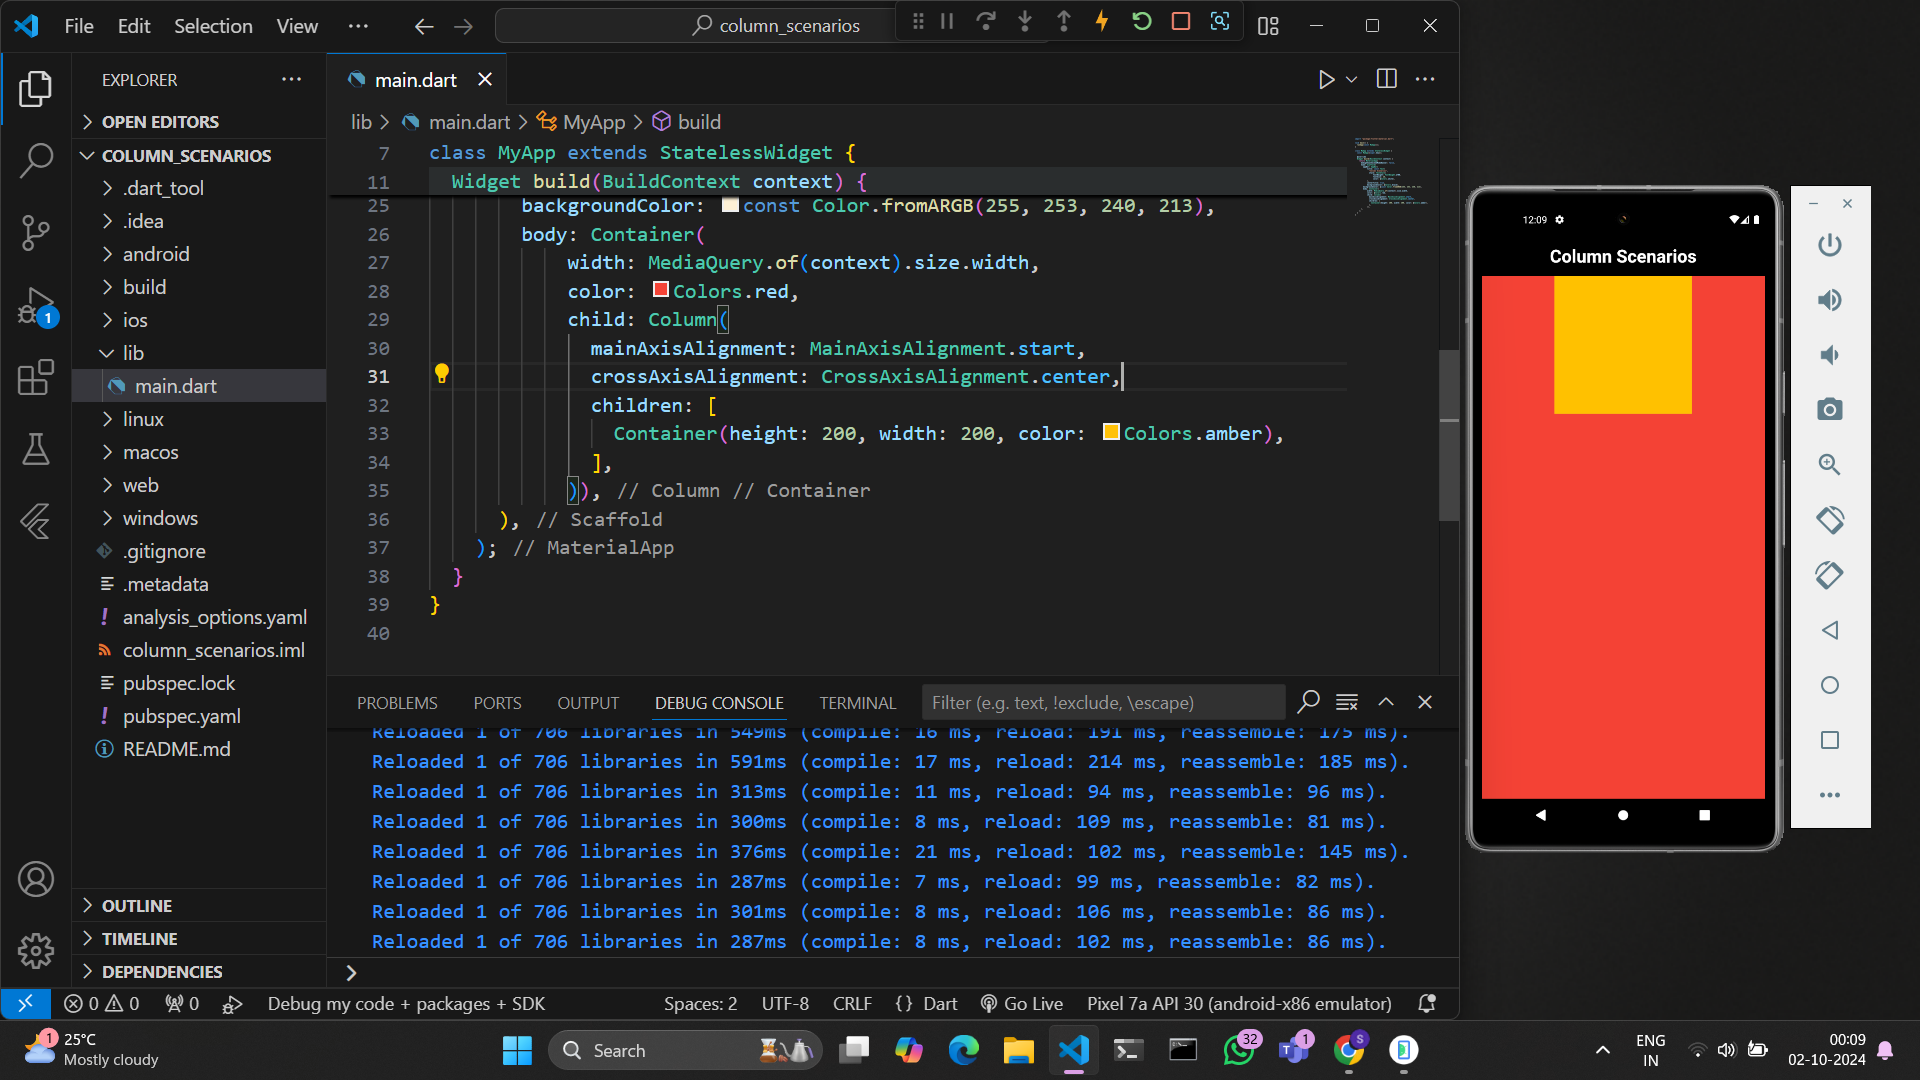 File Edit Selection View ··· column_scenarios
EXPLORER
OPEN EDITORS
COLUMN_SCENARIOS
.dart_tool
.idea
android
build
ios
lib
main.dart
linux
macos
web
windows
.gitignore
.metadata
! analysis_options.yaml
column_scenarios.iml
pubspec.lock
! pubspec.yaml
README.md
OUTLINE
TIMELINE
DEPENDENCIES
1
main.dart
lib > main.dart > MyApp > build
7 class MyApp extends StatelessWidget {
11 Widget build(BuildContext context) {
25 backgroundColor: const Color.fromARGB(255, 253, 240, 213),
26 body: Container(
27 width: MediaQuery.of(context).size.width,
28 color: Colors.red,
29 child: Column(
30 mainAxisAlignment: MainAxisAlignment.start,
31 crossAxisAlignment: CrossAxisAlignment.center,
32 children: [
33 Container(height: 200, width: 200, color: Colors.amber),
34 ],
35 )), // Column // Container
36 ), // Scaffold
37 ); // MaterialApp
38 }
39 }
40
PROBLEMS PORTS OUTPUT DEBUG CONSOLE TERMINAL Filter (e.g. text, !exclude, \escape)
Reloaded 1 of 706 libraries in 549ms (compile: 16 ms, reload: 191 ms, reassemble: 175 ms).
Reloaded 1 of 706 libraries in 591ms (compile: 17 ms, reload: 214 ms, reassemble: 185 ms).
Reloaded 1 of 706 libraries in 313ms (compile: 11 ms, reload: 94 ms, reassemble: 96 ms).
Reloaded 1 of 706 libraries in 300ms (compile: 8 ms, reload: 109 ms, reassemble: 81 ms).
Reloaded 1 of 706 libraries in 376ms (compile: 21 ms, reload: 102 ms, reassemble: 145 ms).
Reloaded 1 of 706 libraries in 287ms (compile: 7 ms, reload: 99 ms, reassemble: 82 ms).
Reloaded 1 of 706 libraries in 301ms (compile: 8 ms, reload: 106 ms, reassemble: 86 ms).
Reloaded 1 of 706 libraries in 287ms (compile: 8 ms, reload: 102 ms, reassemble: 86 ms).
>
0 0 0 Debug my code + packages + SDK Spaces: 2 UTF-8 CRLF {} Dart Go Live Pixel 7a API 30 (android-x86 emulator)
12:09
Column Scenarios
1 25°C
Mostly cloudy
Search
32 1 S
ENG
IN
00:09
02-10-2024